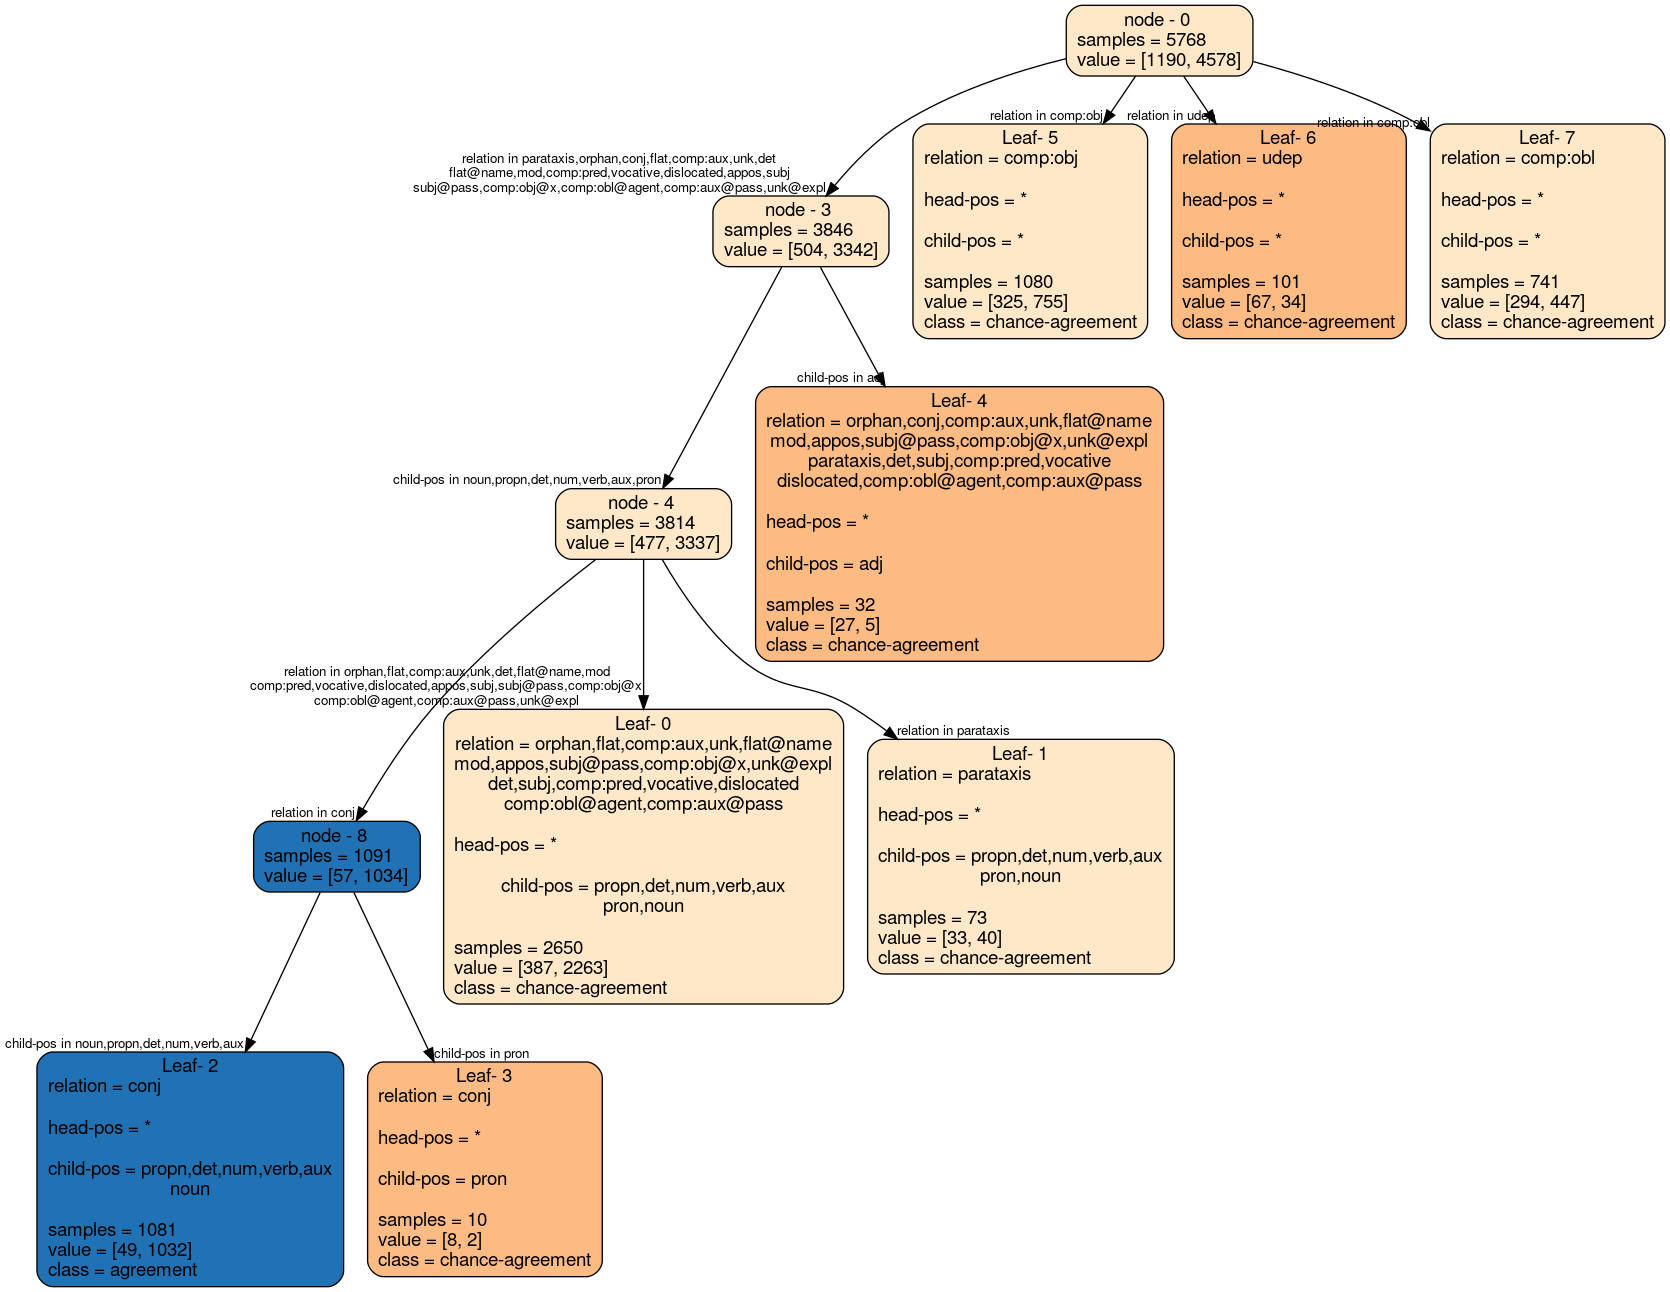 node - 0
samples = 5768
value = [1190, 4578]
relation in comp:obj
relation in udep
relation in comp:obl
Leaf- 5
relation = comp:obj
head-pos = *
child-pos = *
samples = 1080
value = [325, 755]
class = chance-agreement
Leaf- 6
relation = udep
head-pos = *
child-pos = *
samples = 101
value = [67, 34]
class = chance-agreement
Leaf- 7
relation = comp:obl
head-pos = *
child-pos = *
samples = 741
value = [294, 447]
class = chance-agreement
relation in parataxis,orphan,conj,flat,comp:aux,unk,det
flat@name,mod,comp:pred,vocative,dislocated,appos,subj
subj@pass,comp:obj@x,comp:obl@agent,comp:aux@pass,unk@expl
node - 3
samples = 3846
value = [504, 3342]
child-pos in adj
Leaf- 4
relation = orphan,conj,comp:aux,unk,flat@name
mod,appos,subj@pass,comp:obj@x,unk@expl
parataxis,det,subj,comp:pred,vocative
dislocated,comp:obl@agent,comp:aux@pass
head-pos = *
child-pos = adj
samples = 32
value = [27, 5]
class = chance-agreement
child-pos in noun,propn,det,num,verb,aux,pron
node - 4
samples = 3814
value = [477, 3337]
relation in orphan,flat,comp:aux,unk,det,flat@name,mod
comp:pred,vocative,dislocated,appos,subj,subj@pass,comp:obj@x
comp:obl@agent,comp:aux@pass,unk@expl
Leaf- 0
relation = orphan,flat,comp:aux,unk,flat@name
mod,appos,subj@pass,comp:obj@x,unk@expl
det,subj,comp:pred,vocative,dislocated
comp:obl@agent,comp:aux@pass
head-pos = *
child-pos = propn,det,num,verb,aux
pron,noun
samples = 2650
value = [387, 2263]
class = chance-agreement
relation in parataxis
Leaf- 1
relation = parataxis
head-pos = *
child-pos = propn,det,num,verb,aux
pron,noun
samples = 73
value = [33, 40]
class = chance-agreement
relation in conj
node - 8
samples = 1091
value = [57, 1034]
child-pos in noun,propn,det,num,verb,aux
Leaf- 2
relation = conj
head-pos = *
child-pos = propn,det,num,verb,aux
noun
samples = 1081
value = [49, 1032]
class = agreement
child-pos in pron
Leaf- 3
relation = conj
head-pos = *
child-pos = pron
samples = 10
value = [8, 2]
class = chance-agreement